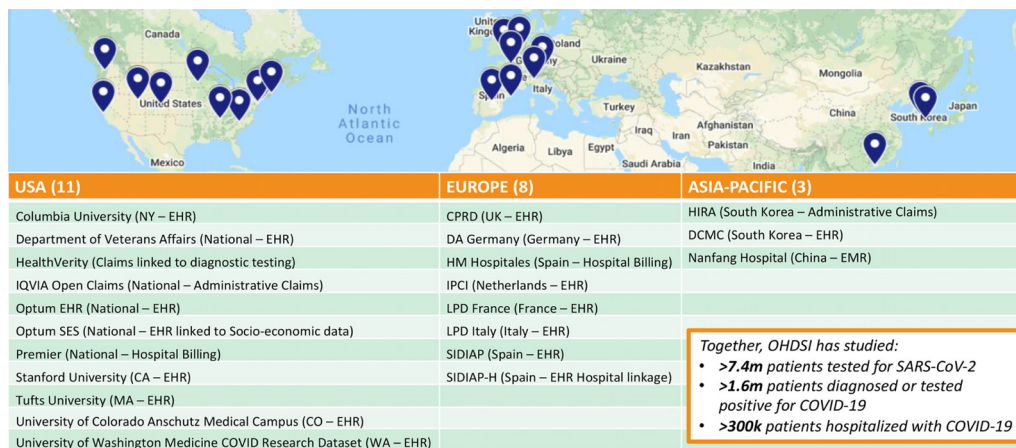 Canada
United States
Mexico
North
Atlantic
Ocean
Unit
Kingd
Poland
Ukraine
Italy
Turkey
Algeria
Libya
Egypt
Iraq
Iran
Saudi Arabia
Kazakhstan
Afghanistan
Pakistan
India
Mongolia
China
South Korea
Japan
USA (11)
Columbia University (NY – EHR)
Department of Veterans Affairs (National – EHR)
HealthVerity (Claims linked to diagnostic testing)
IQVIA Open Claims (National – Administrative Claims)
Optum EHR (National – EHR)
Optum SES (National – EHR linked to Socio-economic data)
Premier (National – Hospital Billing)
Stanford University (CA – EHR)
Tufts University (MA – EHR)
University of Colorado Anschutz Medical Campus (CO – EHR)
University of Washington Medicine COVID Research Dataset (WA – EHR)
EUROPE (8)
CPRD (UK – EHR)
DA Germany (Germany – EHR)
HM Hospitales (Spain – Hospital Billing)
IPCI (Netherlands – EHR)
LPD France (France – EHR)
LPD Italy (Italy – EHR)
SIDIAP (Spain – EHR)
SIDIAP-H (Spain – EHR Hospital linkage)
ASIA-PACIFIC (3)
HIRA (South Korea – Administrative Claims)
DCMC (South Korea – EHR)
Nanfang Hospital (China – EMR)
Together, OHDSI has studied:
• >7.4m patients tested for SARS-CoV-2
• >1.6m patients diagnosed or tested
positive for COVID-19
• >300k patients hospitalized with COVID-19